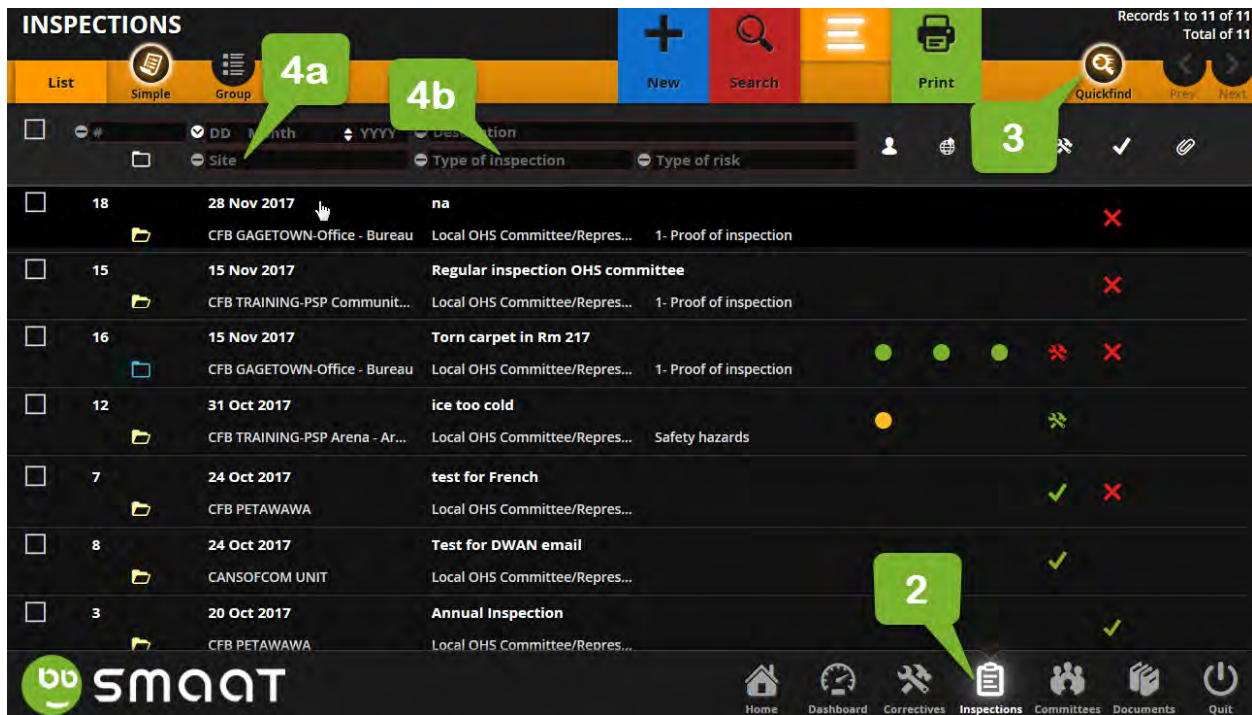 INSPECTIONS
Records 1 to 11 of 11
Total of 11
List
Simple
Group
New
Search
Print
Quickfind
Prev
Next
4a
4b
3
#
DD
YYYY
Site
Type of inspection
Type of risk
18 28 Nov 2017 na
CFB GAGETOWN-Office - Bureau Local OHS Committee/Repres... 1- Proof of inspection
15 15 Nov 2017 Regular inspection OHS committee
CFB TRAINING-PSP Communit... Local OHS Committee/Repres... 1- Proof of inspection
16 15 Nov 2017 Torn carpet in Rm 217
CFB GAGETOWN-Office - Bureau Local OHS Committee/Repres... 1- Proof of inspection
12 31 Oct 2017 ice too cold
CFB TRAINING-PSP Arena - Ar... Local OHS Committee/Repres... Safety hazards
7 24 Oct 2017 test for French
CFB PETAWAWA Local OHS Committee/Repres...
8 24 Oct 2017 Test for DWAN email
CANSOFCOM UNIT Local OHS Committee/Repres...
3 20 Oct 2017 Annual Inspection
CFB PETAWAWA Local OHS Committee/Repres...
2
smaaT
Home
Dashboard
Correctives
Inspections
Committees
Documents
Quit